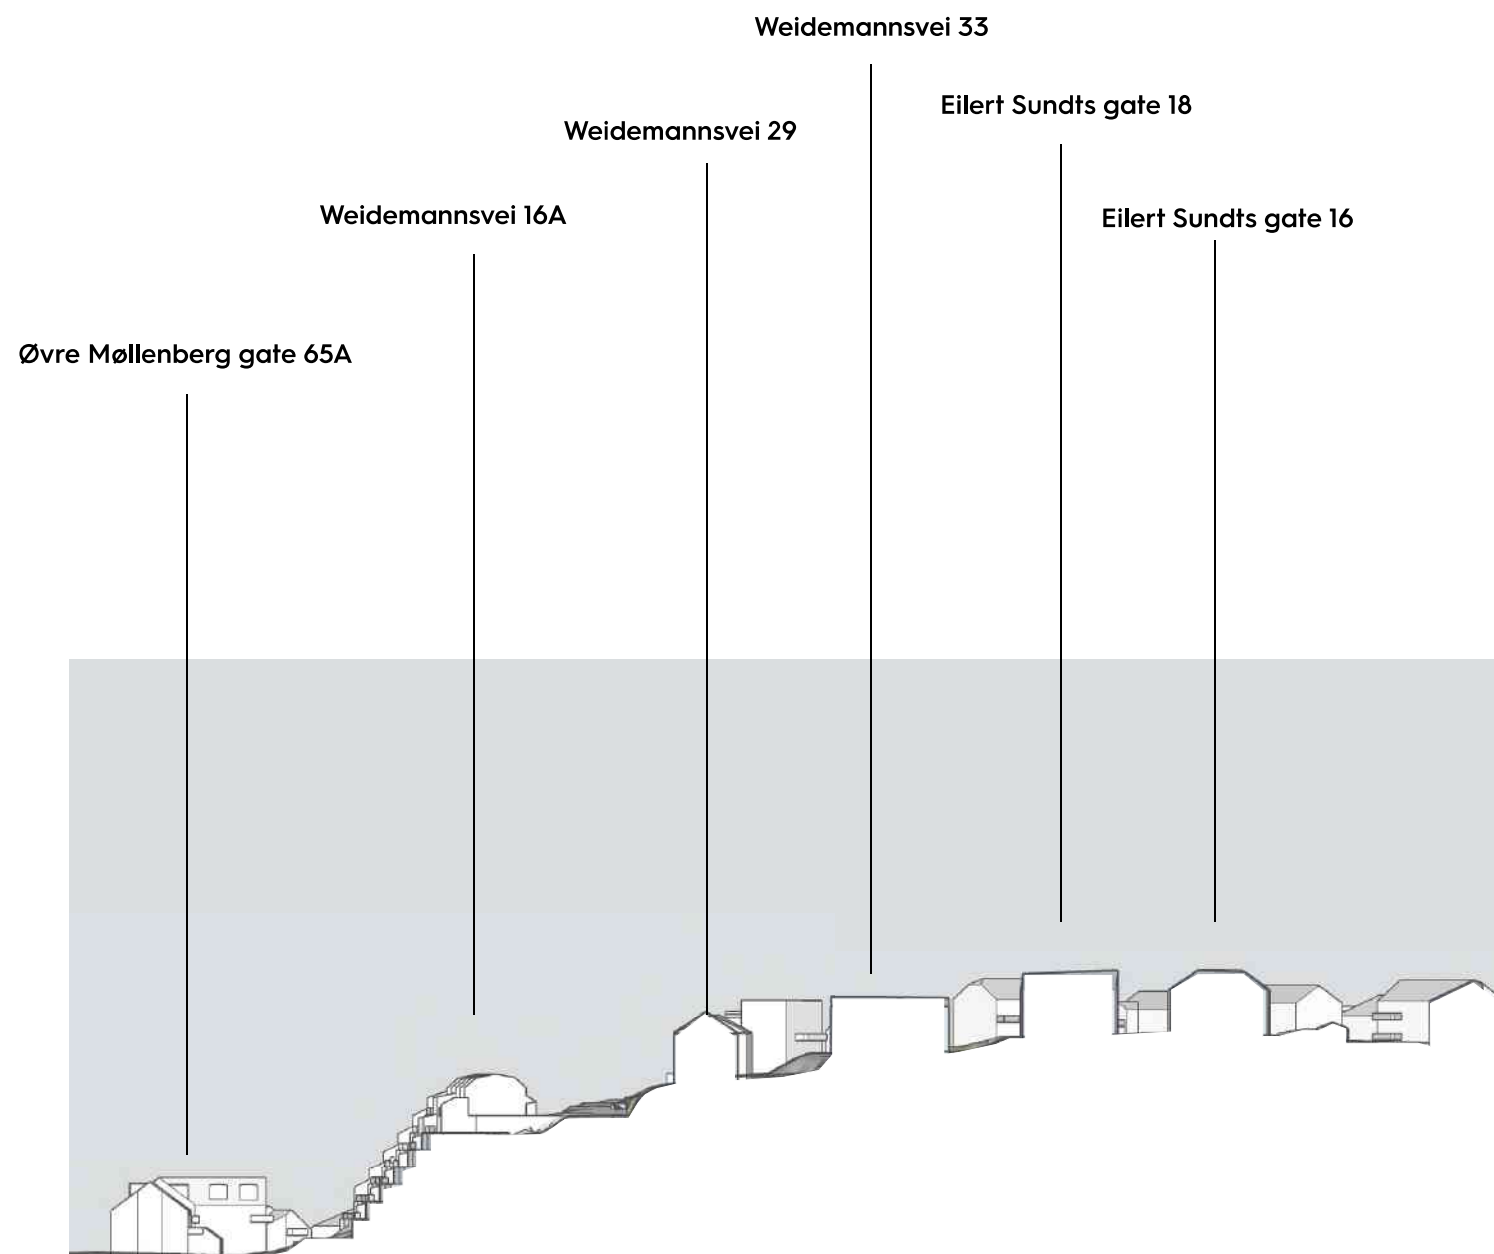 Weidemannsvei 33
Eilert Sundts gate 18
Weidemannsvei 29
Weidemannsvei 16A
Eilert Sundts gate 16
Øvre Møllenberg gate 65A